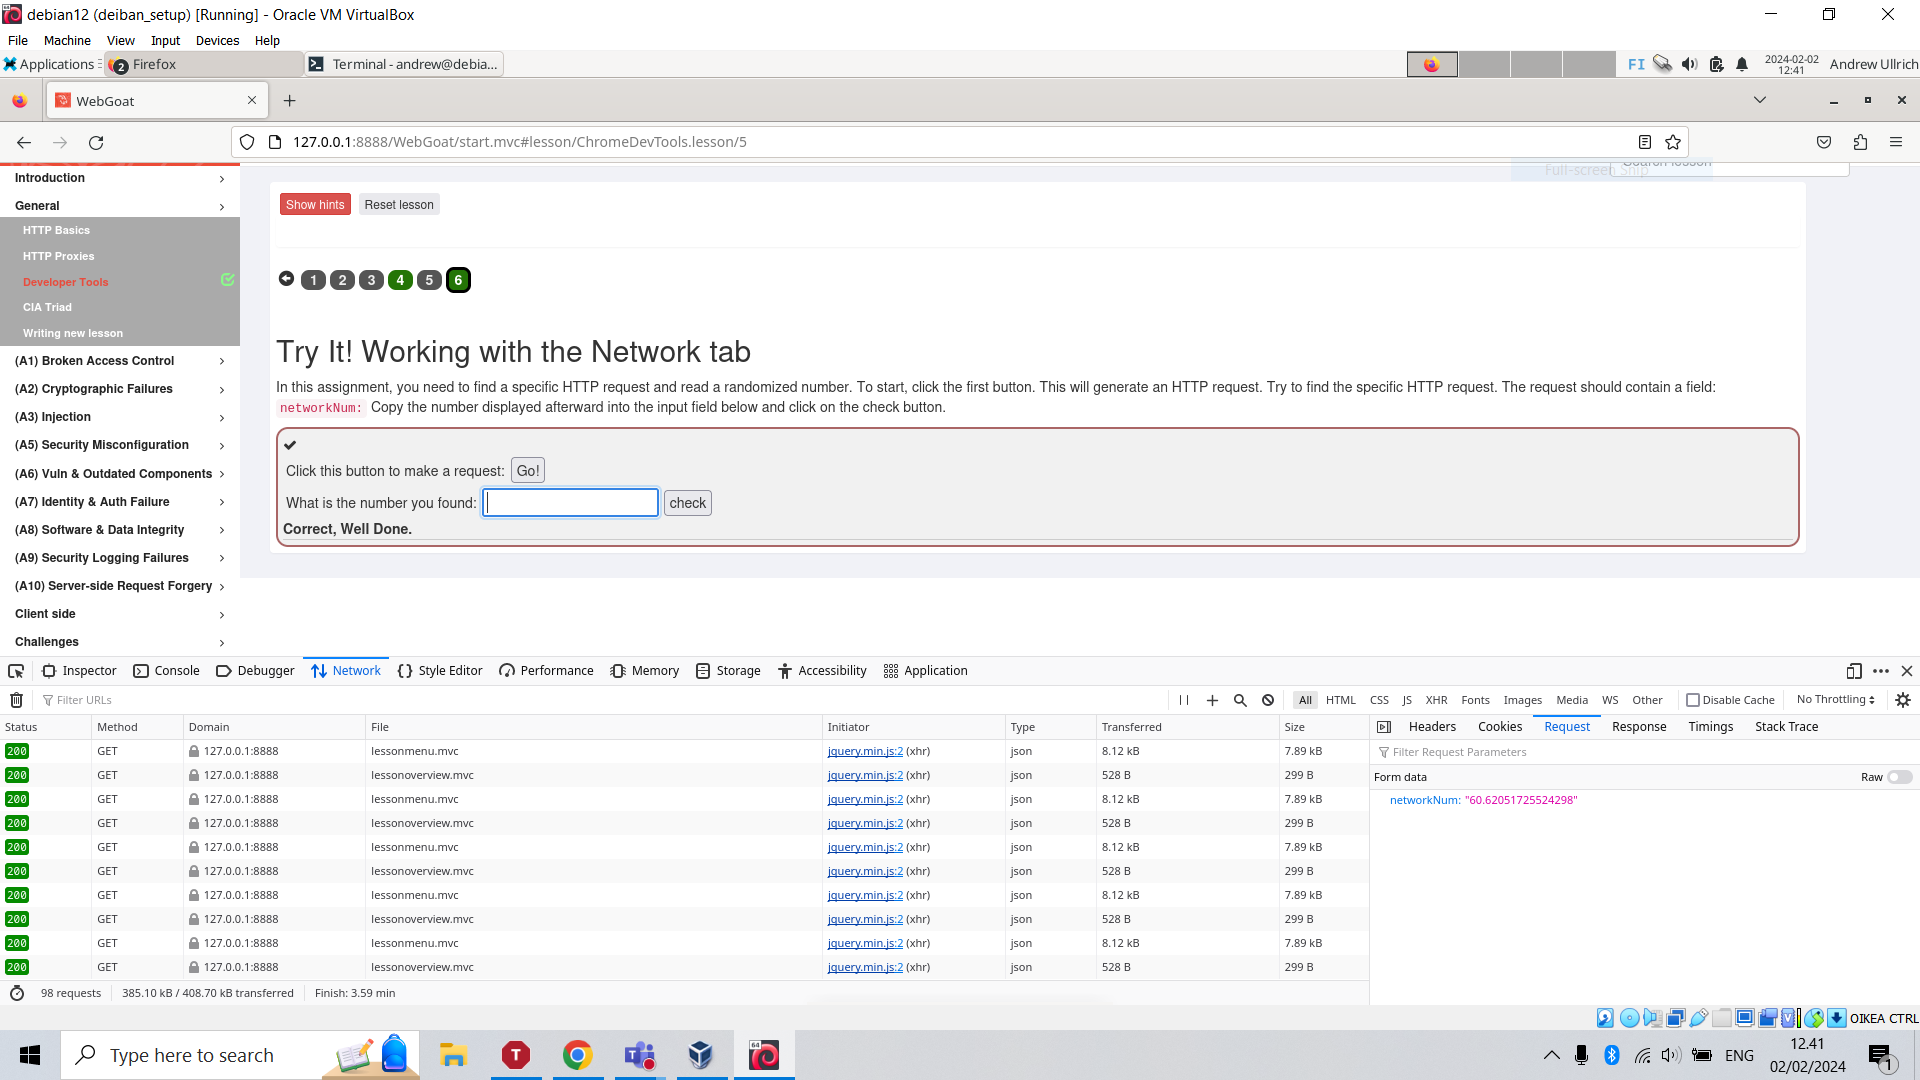 debian12 (deiban_setup) [Running] - Oracle VM VirtualBox
File Machine View Input Devices Help
Applications Firefox Terminal - andrew@debia... FI 2024-02-02 12:41 Andrew Ullrich
2
WebGoat
127.0.0.1:8888/WebGoat/start.mvc#lesson/ChromeDevTools.lesson/5
Search lesson
Full-screen Snip
Introduction
General
HTTP Basics
HTTP Proxies
Developer Tools
CIA Triad
Writing new lesson
(A1) Broken Access Control
(A2) Cryptographic Failures
(A3) Injection
(A5) Security Misconfiguration
(A6) Vuln & Outdated Components
(A7) Identity & Auth Failure
(A8) Software & Data Integrity
(A9) Security Logging Failures
(A10) Server-side Request Forgery
Client side
Challenges
Show hints Reset lesson
1 2 3 4 5 6
Try It! Working with the Network tab
In this assignment, you need to find a specific HTTP request and read a randomized number. To start, click the first button. This will generate an HTTP request. Try to find the specific HTTP request. The request should contain a field:
networkNum: Copy the number displayed afterward into the input field below and click on the check button.
Click this button to make a request: Go!
What is the number you found: check
Correct, Well Done.
Inspector Console Debugger Network Style Editor Performance Memory Storage Accessibility Application
Filter URLs All HTML CSS JS XHR Fonts Images Media WS Other Disable Cache No Throttling
Status Method Domain File Initiator Type Transferred Size
200 GET 127.0.0.1:8888 lessonmenu.mvc jquery.min.js:2 (xhr) json 8.12 kB 7.89 kB
200 GET 127.0.0.1:8888 lessonoverview.mvc jquery.min.js:2 (xhr) json 528 B 299 B
200 GET 127.0.0.1:8888 lessonmenu.mvc jquery.min.js:2 (xhr) json 8.12 kB 7.89 kB
200 GET 127.0.0.1:8888 lessonoverview.mvc jquery.min.js:2 (xhr) json 528 B 299 B
200 GET 127.0.0.1:8888 lessonmenu.mvc jquery.min.js:2 (xhr) json 8.12 kB 7.89 kB
200 GET 127.0.0.1:8888 lessonoverview.mvc jquery.min.js:2 (xhr) json 528 B 299 B
200 GET 127.0.0.1:8888 lessonmenu.mvc jquery.min.js:2 (xhr) json 8.12 kB 7.89 kB
200 GET 127.0.0.1:8888 lessonoverview.mvc jquery.min.js:2 (xhr) json 528 B 299 B
200 GET 127.0.0.1:8888 lessonmenu.mvc jquery.min.js:2 (xhr) json 8.12 kB 7.89 kB
200 GET 127.0.0.1:8888 lessonoverview.mvc jquery.min.js:2 (xhr) json 528 B 299 B
98 requests 385.10 kB / 408.70 kB transferred Finish: 3.59 min
Headers Cookies Request Response Timings Stack Trace
Filter Request Parameters
Form data Raw
networkNum: "60.62051725524298"
OIKEA CTRL
Type here to search
ENG
12.41
02/02/2024
1